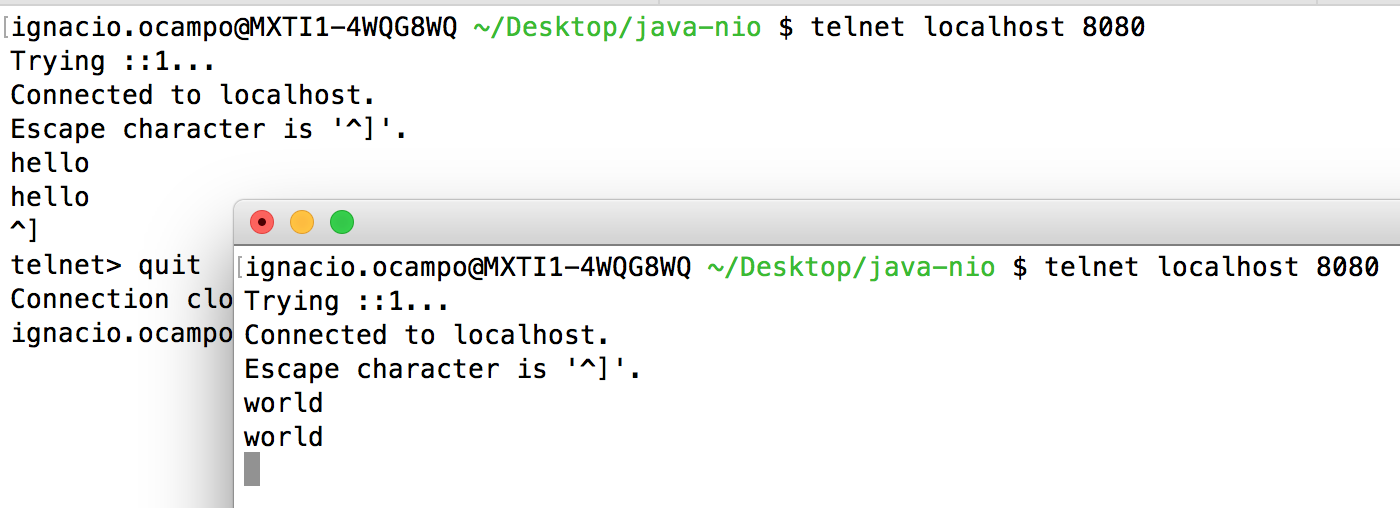 ignacio.ocampo@MXTI1-4WQG8WQ ~/Desktop/java-nio $ telnet localhost 8080
Trying ::1...
Connected to localhost.
Escape character is '^]'.
hello
hello
^]
telnet> quit
Connection clo
ignacio.ocampo
[ignacio.ocampo@MXTI1-4WQG8WQ ~/Desktop/java-nio $ telnet localhost 8080
Trying ::1...
Connected to localhost.
Escape character is '^]'.
world
world